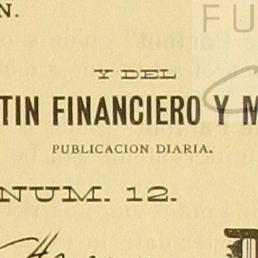 N.
FU
Y DEL
TIN FINANCIERO Y M
PUBLICACION DIARIA.
NUM. 12.